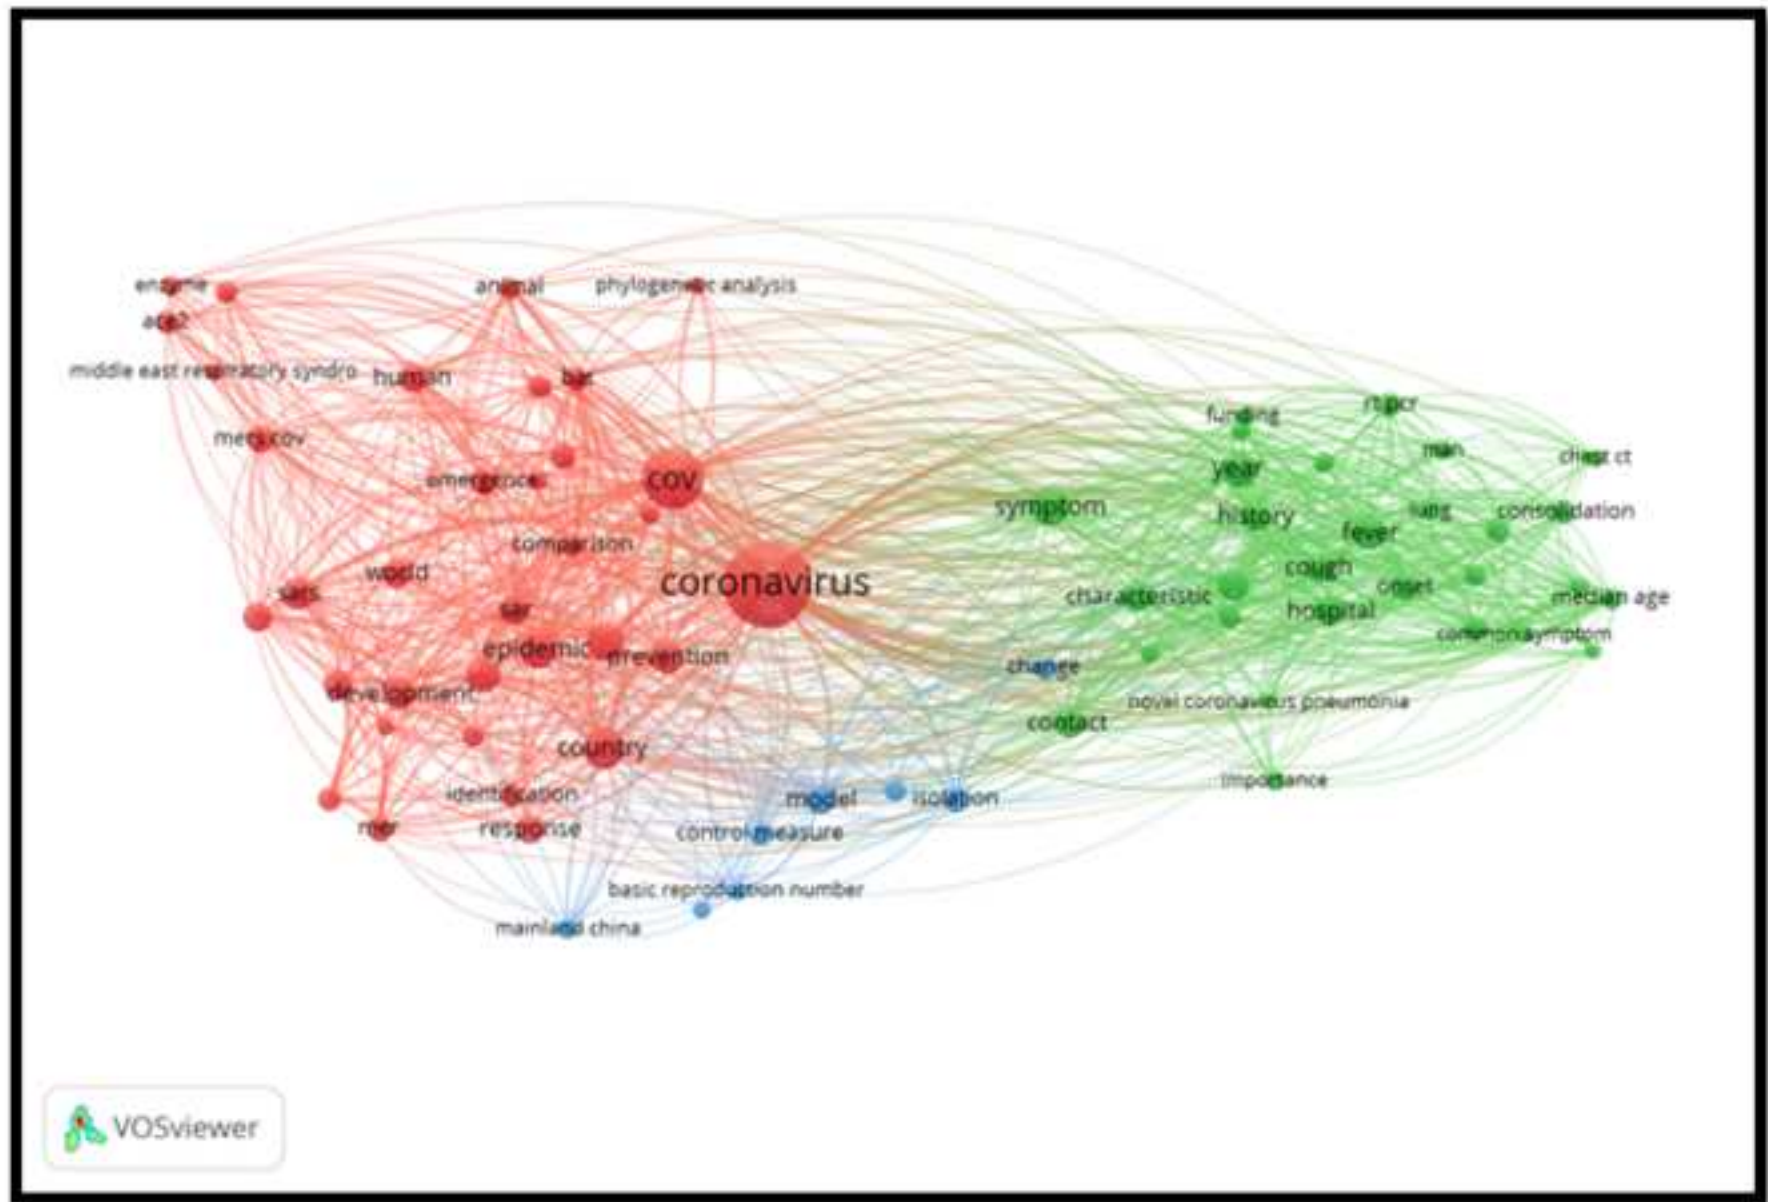 enzyme
animal
phylogenetic analysis
ace2
middle east respiratory syndro
human
bat
rt pcr
funding
mers cov
man
chest ct
year
emergence
cov
symptom
history
lung
consolidation
fever
comparison
world
coronavirus
cough
onset
sars
characteristic
median age
sar
hospital
common symptom
epidemic
prevention
change
development
novel coronavirus pneumonia
contact
country
importance
identification
model
isolation
mer
response
control measure
basic reproduction number
mainland china
VOSviewer